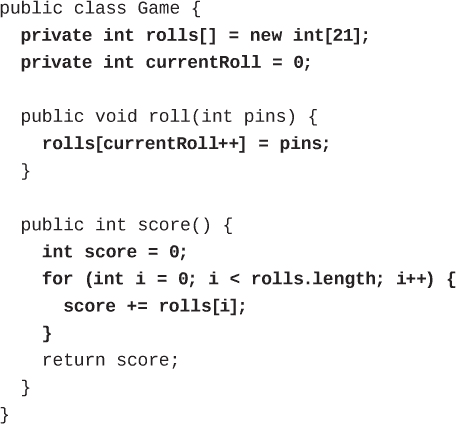 public class Game {
  private int rolls[] = new int[21];
  private int currentRoll = 0;

  public void roll(int pins) {
    rolls[currentRoll++] = pins;
  }

  public int score() {
    int score = 0;
    for (int i = 0; i < rolls.length; i++) {
      score += rolls[i];
    }
    return score;
  }
}